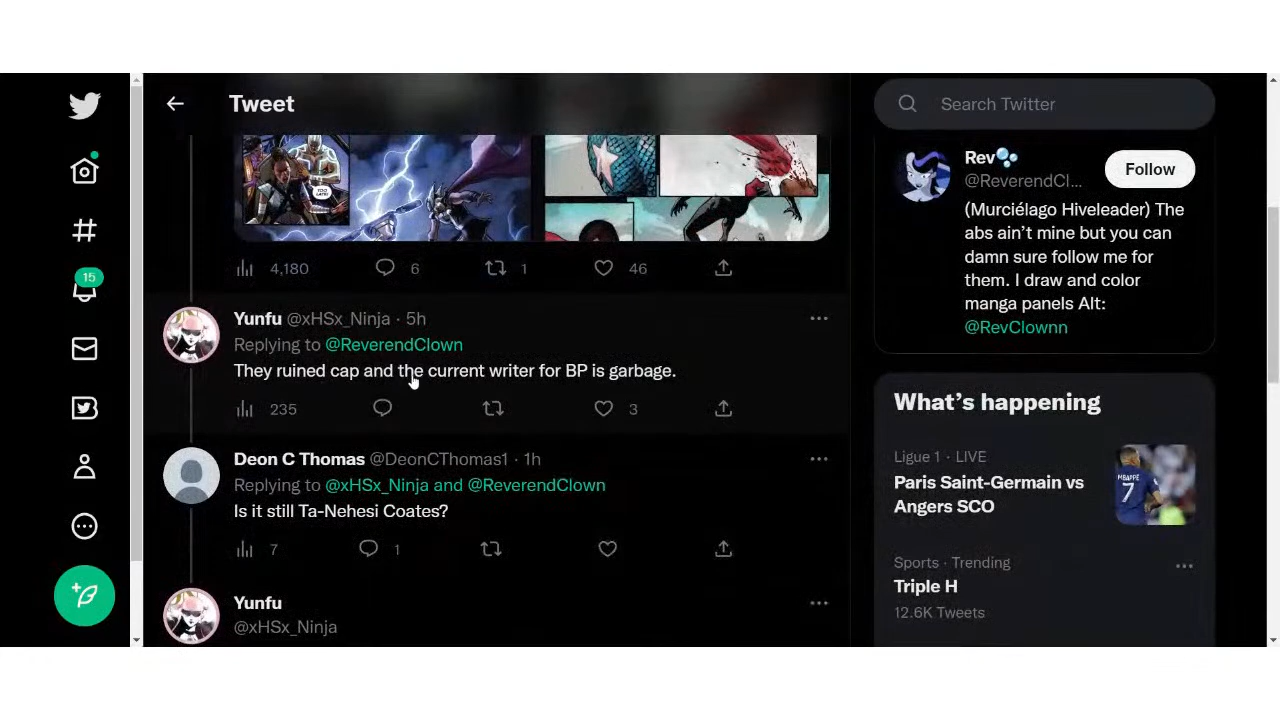 Tweet
Search Twitter
15
TOO LATE!
4,180 6 1 46
Yunfu @xHSx_Ninja · 5h
Replying to @ReverendClown
They ruined cap and the current writer for BP is garbage.
235 3
Deon C Thomas @DeonCThomas1 · 1h
Replying to @xHSx_Ninja and @ReverendClown
Is it still Ta-Nehesi Coates?
7 1
Yunfu
@xHSx_Ninja
Rev
@ReverendCl...
Follow
(Murciélago Hiveleader) The
abs ain't mine but you can
damn sure follow me for
them. I draw and color
manga panels Alt:
@RevClownn
What's happening
Ligue 1 · LIVE
Paris Saint-Germain vs
Angers SCO
MBAPPÉ
7
Sports · Trending
Triple H
12.6K Tweets